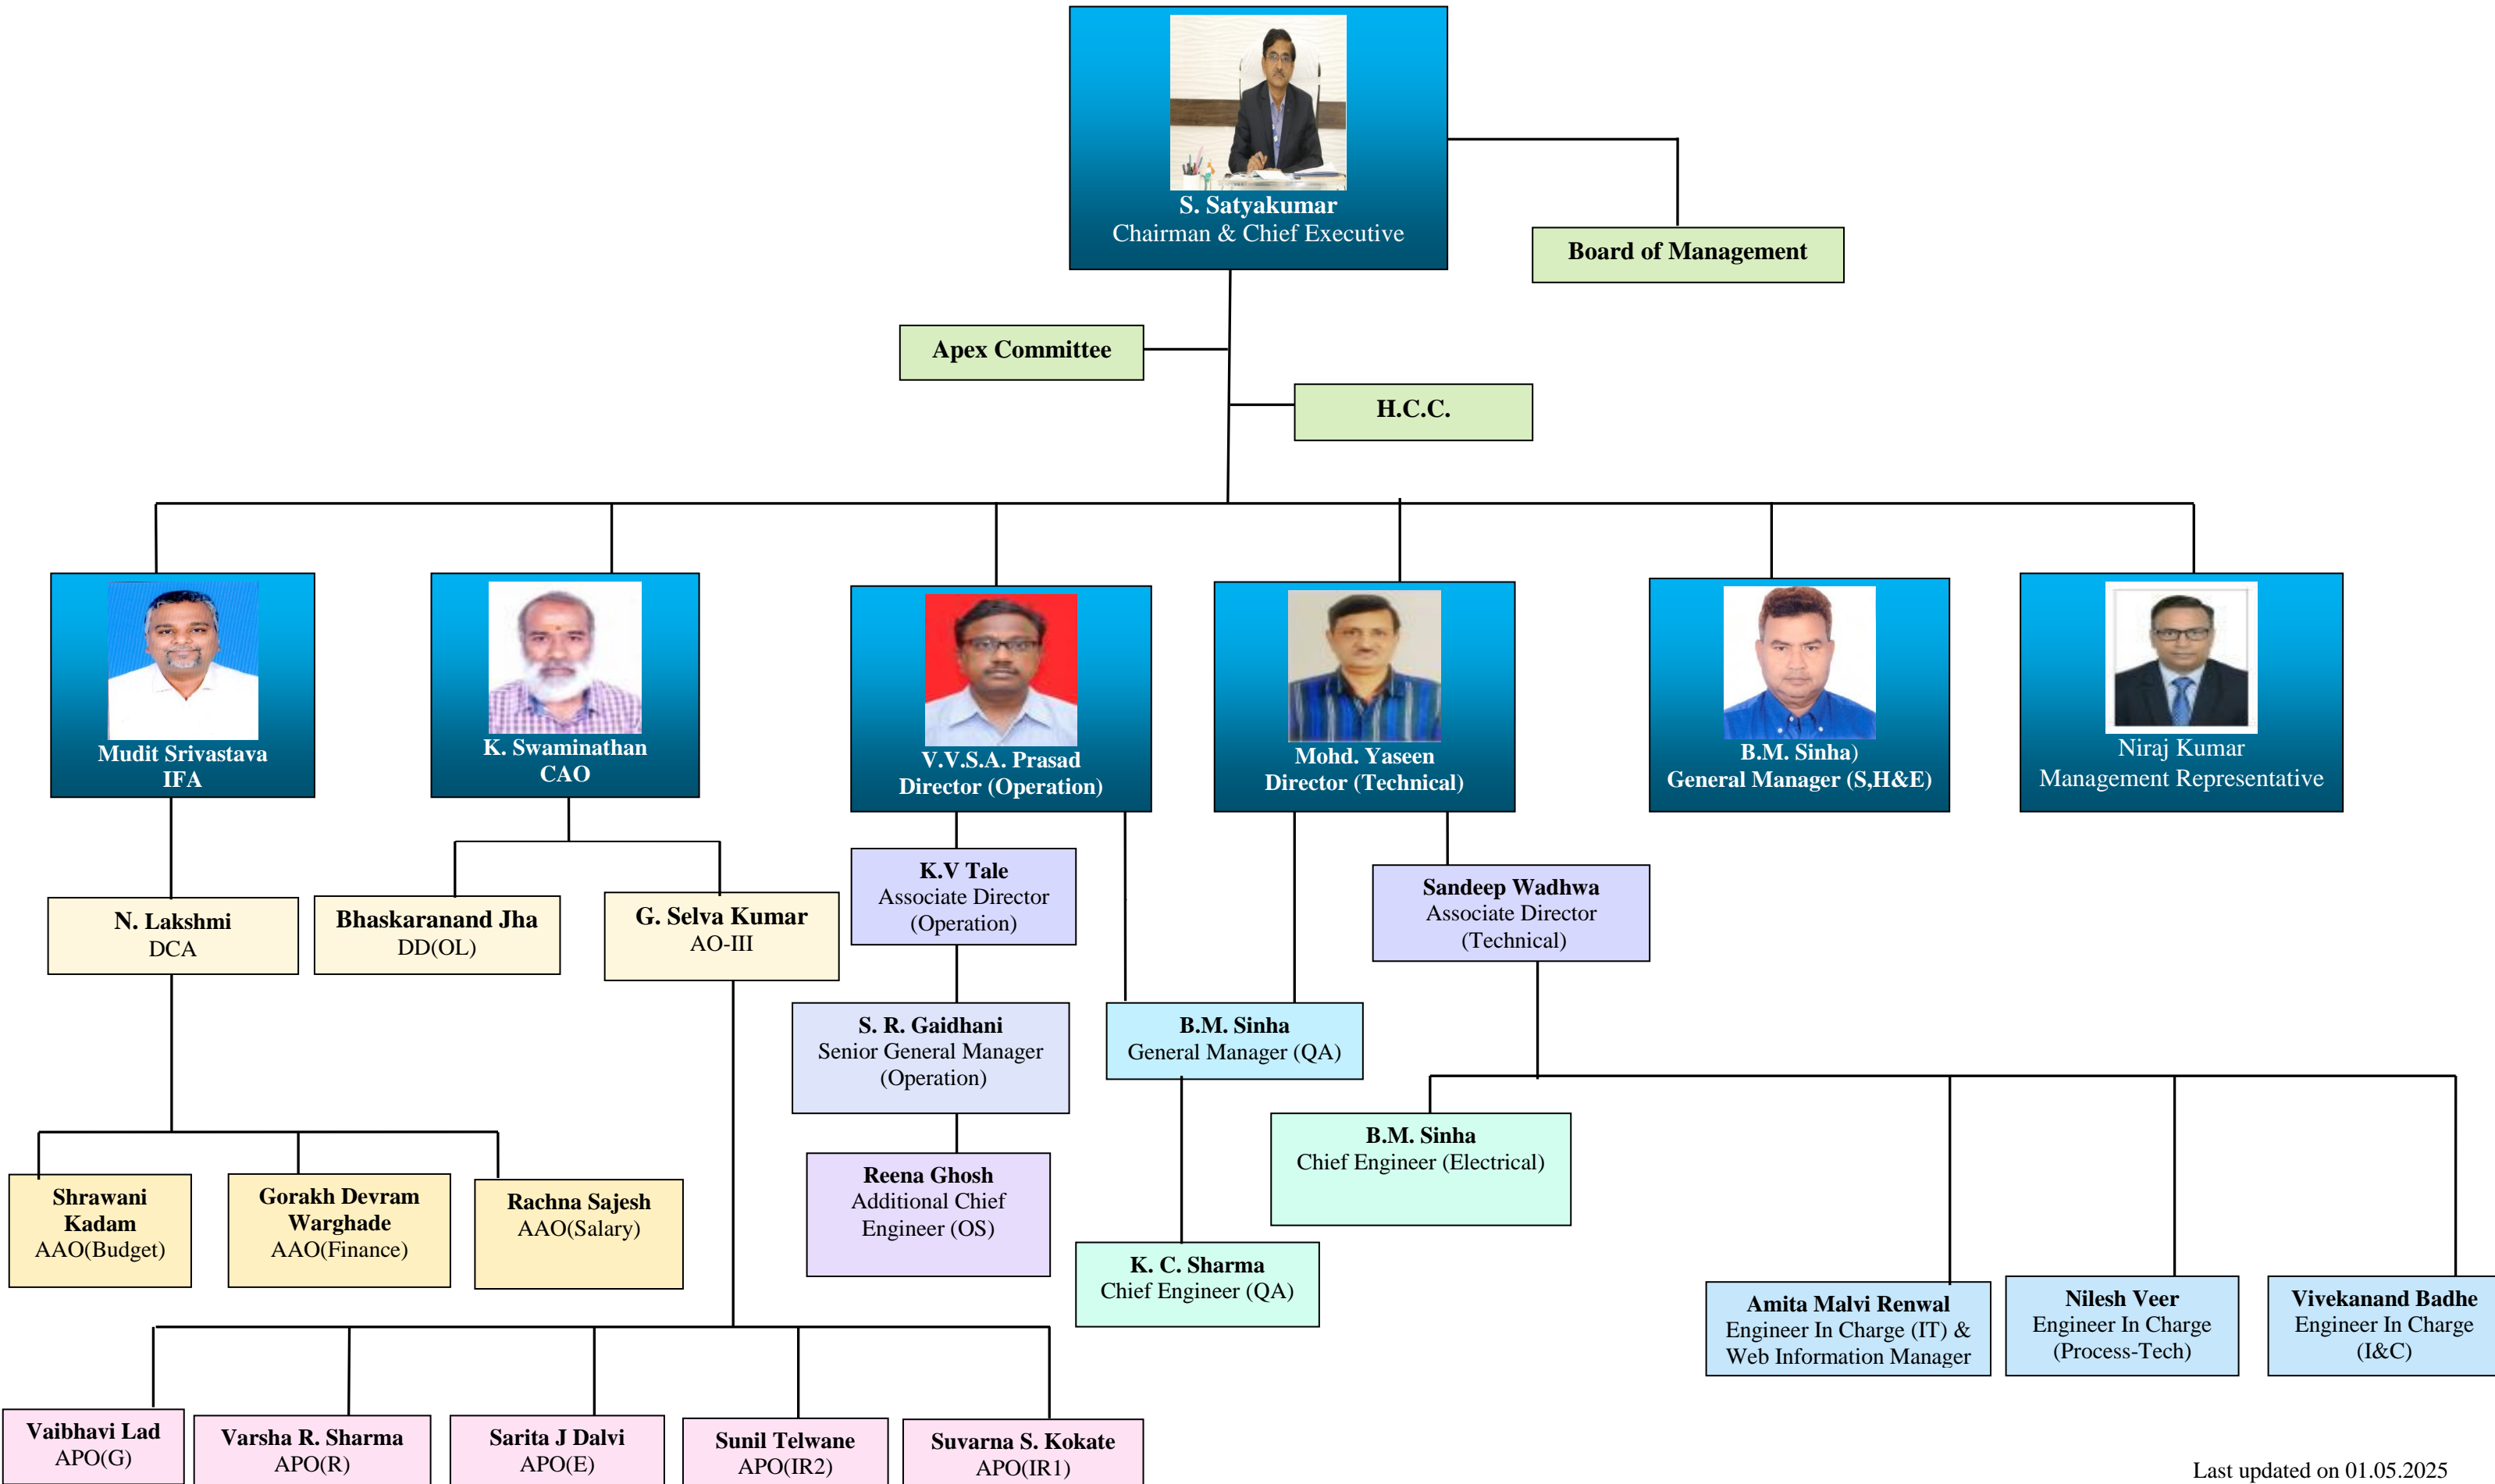 S. Satyakumar
Chairman & Chief Executive
Board of Management
Apex Committee
H.C.C.
Mudit Srivastava
IFA
K. Swaminathan
CAO
V.V.S.A. Prasad
Director (Operation)
Mohd. Yaseen
Director (Technical)
B.M. Sinha)
General Manager (S,H&E)
Niraj Kumar
Management Representative
N. Lakshmi
DCA
Bhaskaranand Jha
DD(OL)
G. Selva Kumar
AO-III
K.V Tale
Associate Director
(Operation)
Sandeep Wadhwa
Associate Director
(Technical)
S. R. Gaidhani
Senior General Manager
(Operation)
B.M. Sinha
General Manager (QA)
Shrawani
Kadam
AAO(Budget)
Gorakh Devram
Warghade
AAO(Finance)
Rachna Sajesh
AAO(Salary)
Reena Ghosh
Additional Chief
Engineer (OS)
K. C. Sharma
Chief Engineer (QA)
B.M. Sinha
Chief Engineer (Electrical)
Amita Malvi Renwal
Engineer In Charge (IT) &
Web Information Manager
Nilesh Veer
Engineer In Charge
(Process-Tech)
Vivekanand Badhe
Engineer In Charge
(I&C)
Vaibhavi Lad
APO(G)
Varsha R. Sharma
APO(R)
Sarita J Dalvi
APO(E)
Sunil Telwane
APO(IR2)
Suvarna S. Kokate
APO(IR1)
Last updated on 01.05.2025